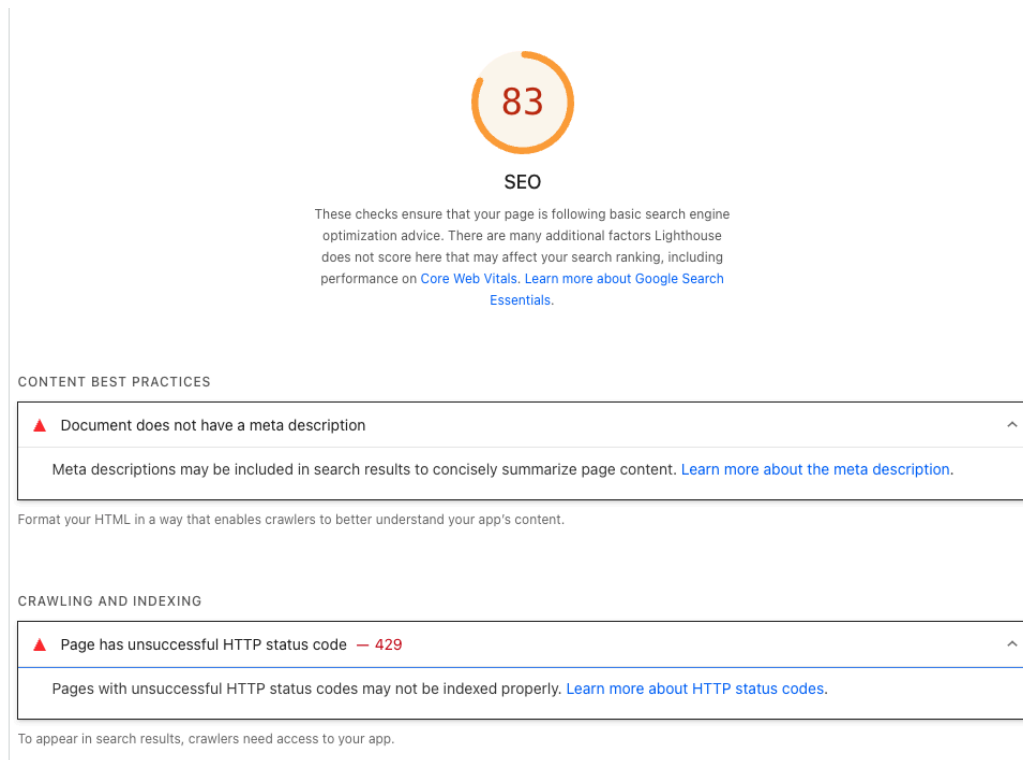 83
SEO
These checks ensure that your page is following basic search engine
optimization advice. There are many additional factors Lighthouse
does not score here that may affect your search ranking, including
performance on Core Web Vitals. Learn more about Google Search
Essentials.
CONTENT BEST PRACTICES
Document does not have a meta description
Meta descriptions may be included in search results to concisely summarize page content. Learn more about the meta description.
Format your HTML in a way that enables crawlers to better understand your app's content.
CRAWLING AND INDEXING
Page has unsuccessful HTTP status code — 429
Pages with unsuccessful HTTP status codes may not be indexed properly. Learn more about HTTP status codes.
To appear in search results, crawlers need access to your app.